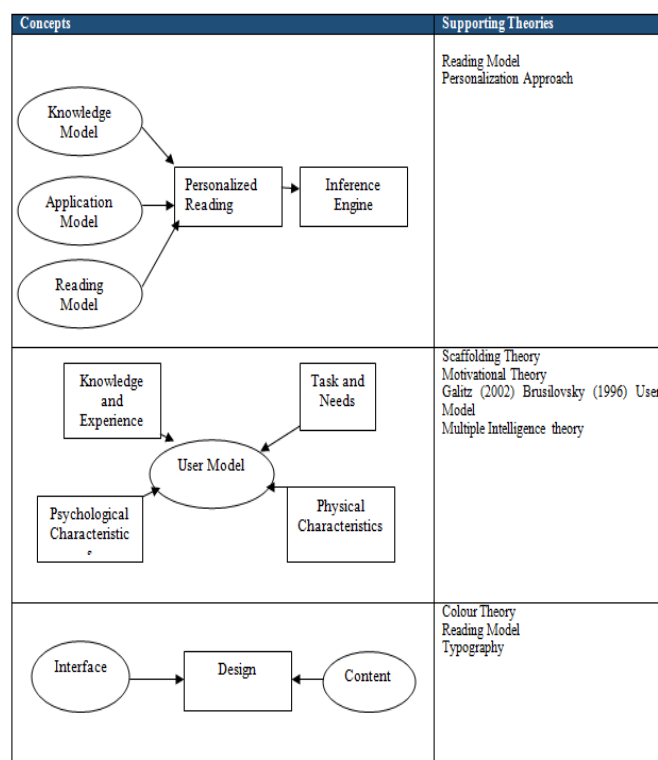 Concepts
Supporting Theories
Knowledge
Model
Application
Model
Reading
Model
Personalized
Reading
Inference
Engine
Reading Model
Personalization Approach
Knowledge
and
Experience
Task and
Needs
User Model
Psychological
Characteristic
Physical
Characteristics
Scaffolding Theory
Motivational Theory
Galitz (2002) Brusilovsky (1996) User
Model
Multiple Intelligence theory
Interface
Design
Content
Colour Theory
Reading Model
Typography